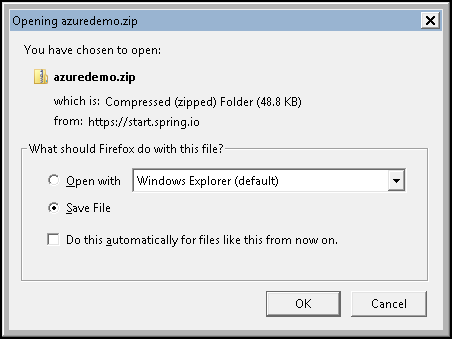 Opening azuredemo.zip
You have chosen to open:
azuredemo.zip
which is: Compressed (zipped) Folder (48.8 KB)
from: https://start.spring.io
What should Firefox do with this file?
Open with Windows Explorer (default)
Save File
Do this automatically for files like this from now on.
OK Cancel